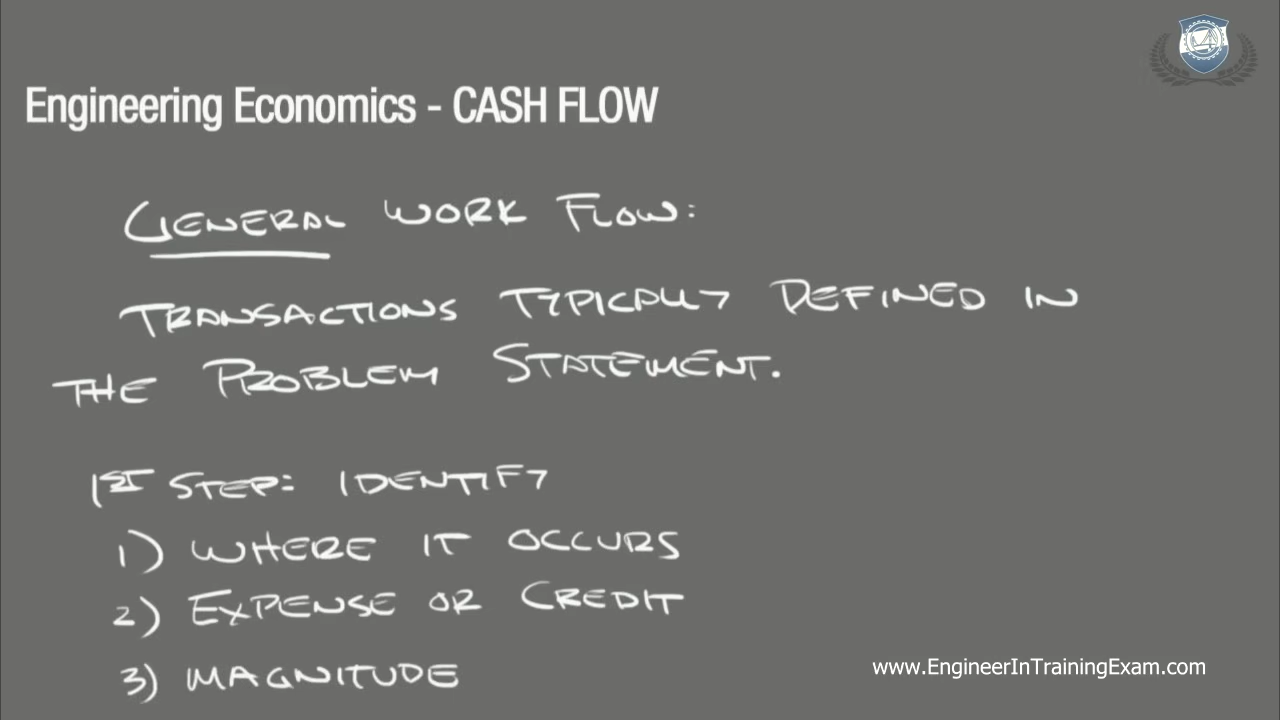 Engineering Economics - CASH FLOW
GENERAL WORK FLOW:
TRANSACTIONS TYPICALLY DEFINED IN
THE PROBLEM STATEMENT.
1ST STEP: IDENTIFY
1) WHERE IT OCCURS
2) EXPENSE OR CREDIT
3) MAGNITUDE
www.EngineerInTrainingExam.com